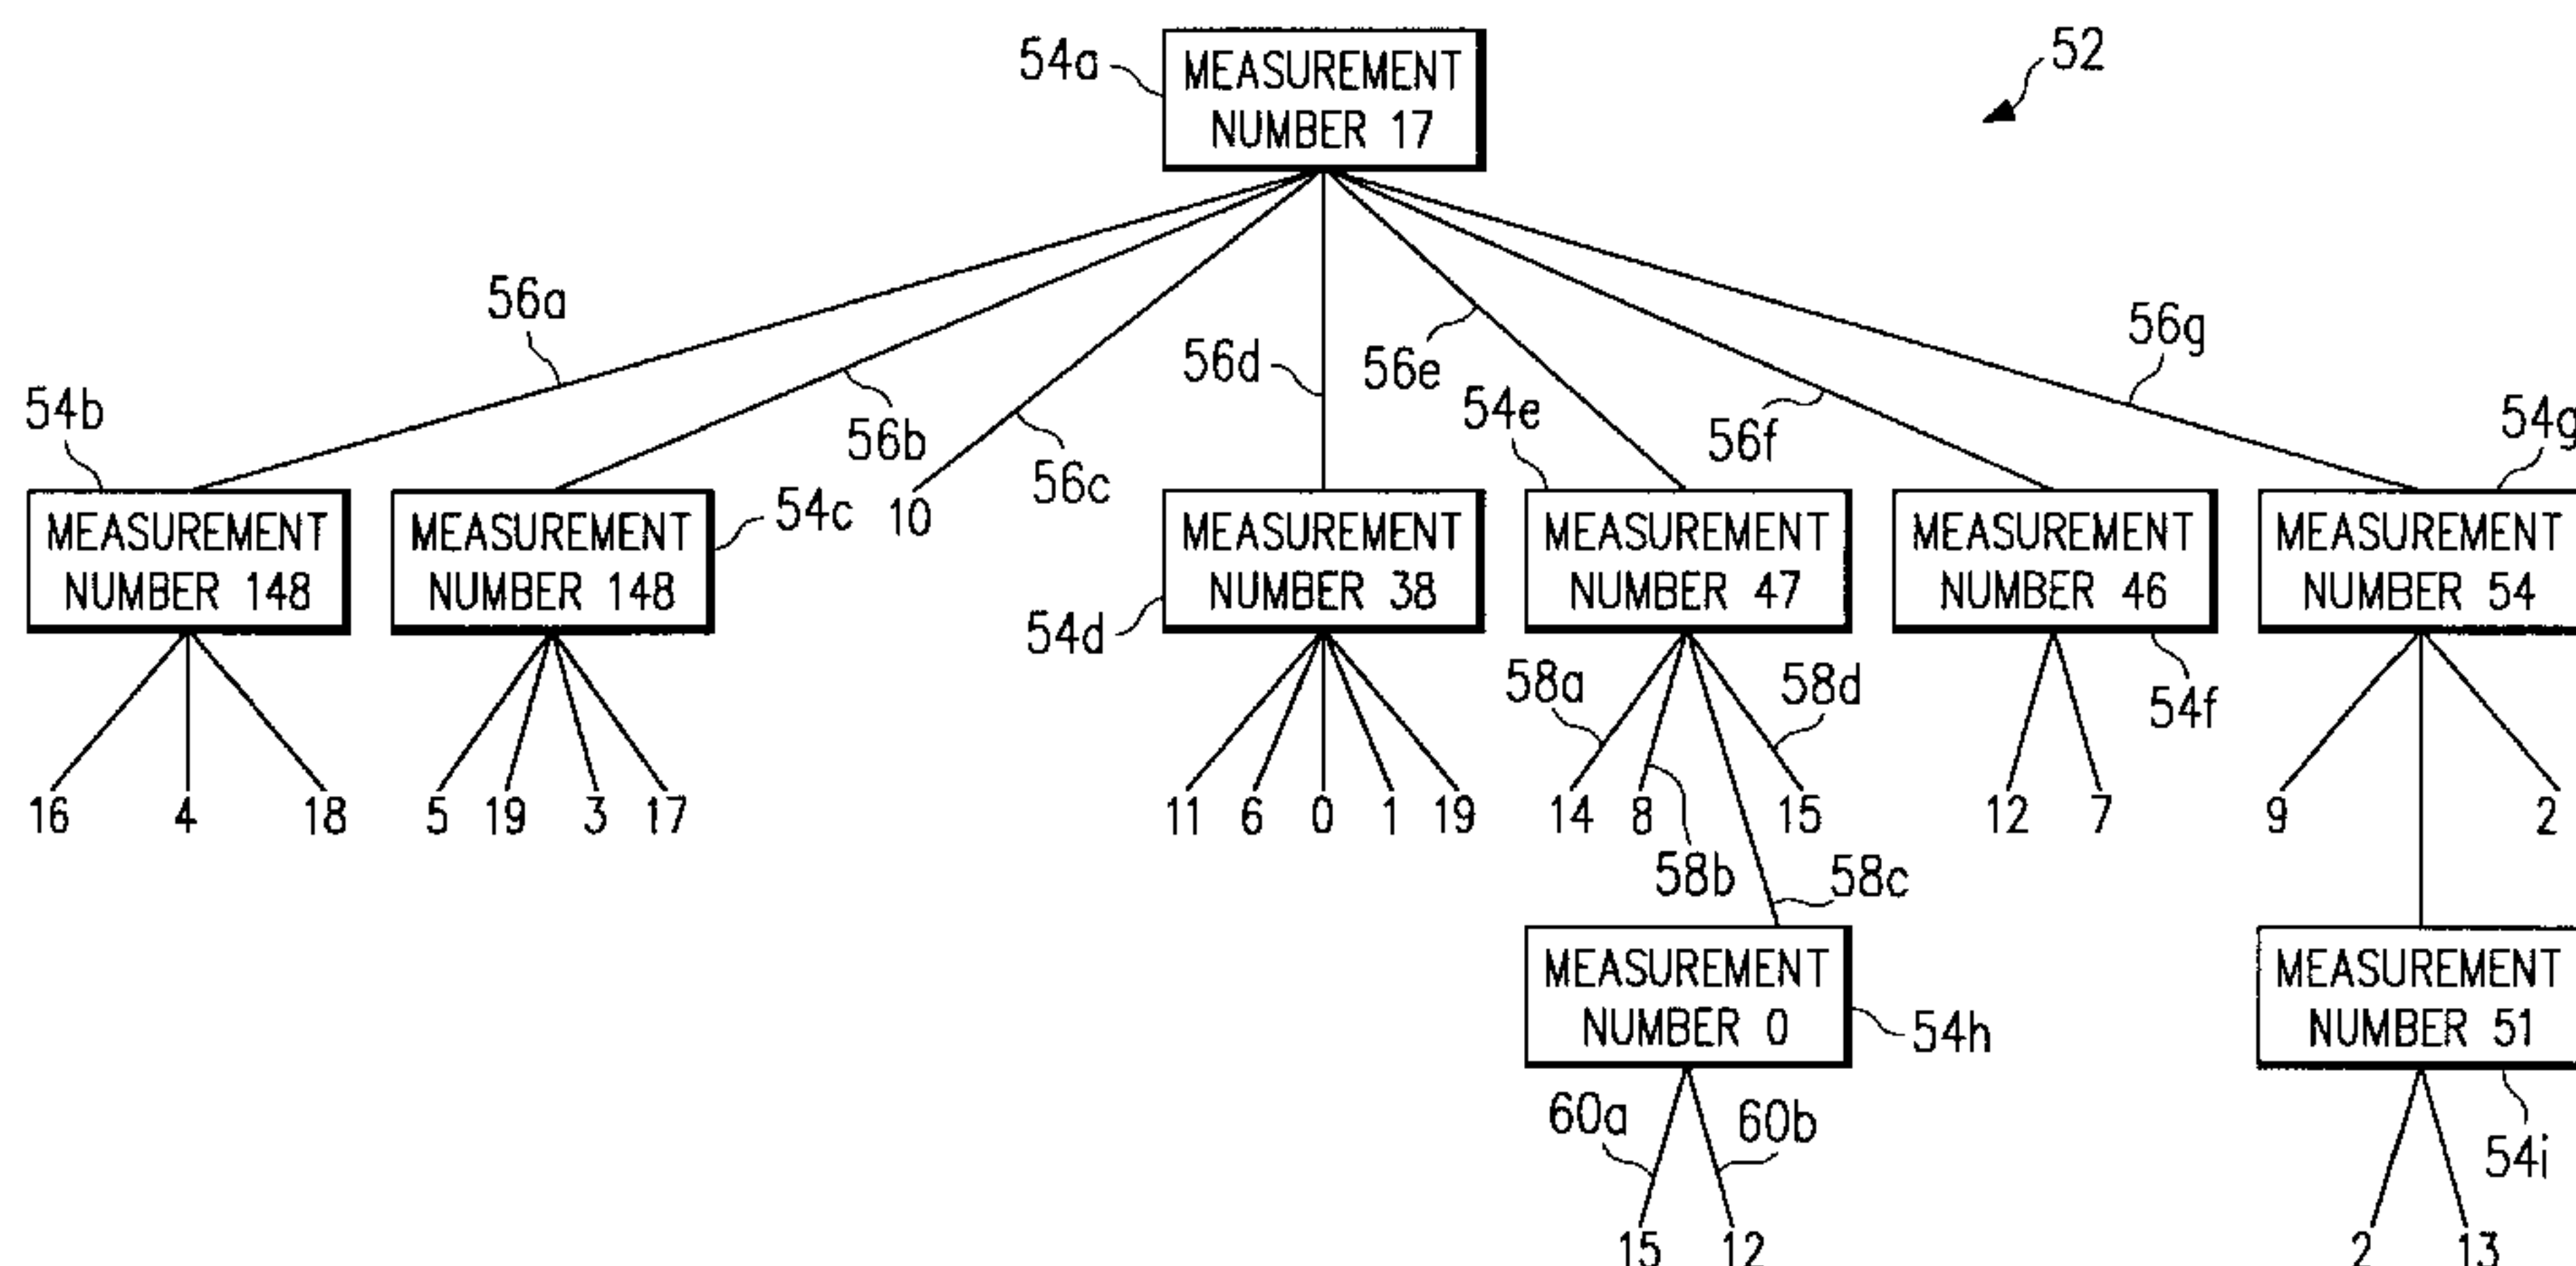 54a
MEASUREMENT
NUMBER 17
52
56a
56b
56c
56d
56e
56f
56g
54b
MEASUREMENT
NUMBER 148
MEASUREMENT
NUMBER 148
54c
10
MEASUREMENT
NUMBER 38
54d
54e
MEASUREMENT
NUMBER 47
MEASUREMENT
NUMBER 46
54f
54g
MEASUREMENT
NUMBER 54
58a
58d
16 4 18
5 19 3 17
11 6 0 1 19
14 8 15
12 7
9 2
58b
58c
MEASUREMENT
NUMBER 0
54h
MEASUREMENT
NUMBER 51
54i
60a
60b
15 12
2 13